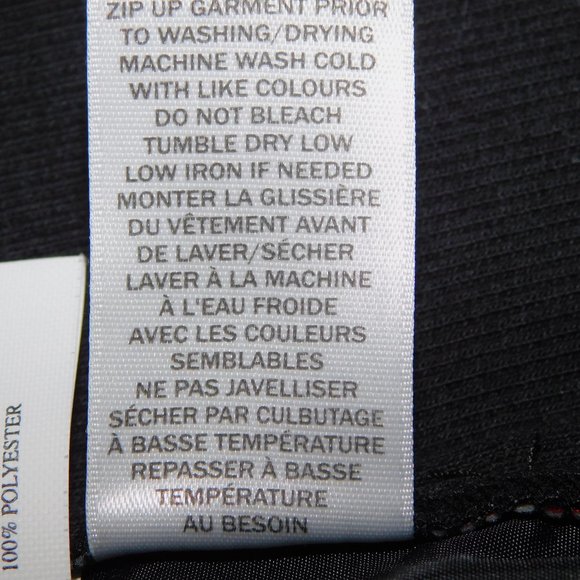 ZIP UP GARMENT PRIOR
TO WASHING/DRYING
MACHINE WASH COLD
WITH LIKE COLOURS
DO NOT BLEACH
TUMBLE DRY LOW
LOW IRON IF NEEDED
MONTER LA GLISSIÈRE
DU VÊTEMENT AVANT
DE LAVER/SÉCHER
LAVER À LA MACHINE
À L'EAU FROIDE
AVEC LES COULEURS
SEMBLABLES
NE PAS JAVELLISER
SÉCHER PAR CULBUTAGE
À BASSE TEMPÉRATURE
REPASSER À BASSE
TEMPÉRATURE
AU BESOIN
100% POLYESTER